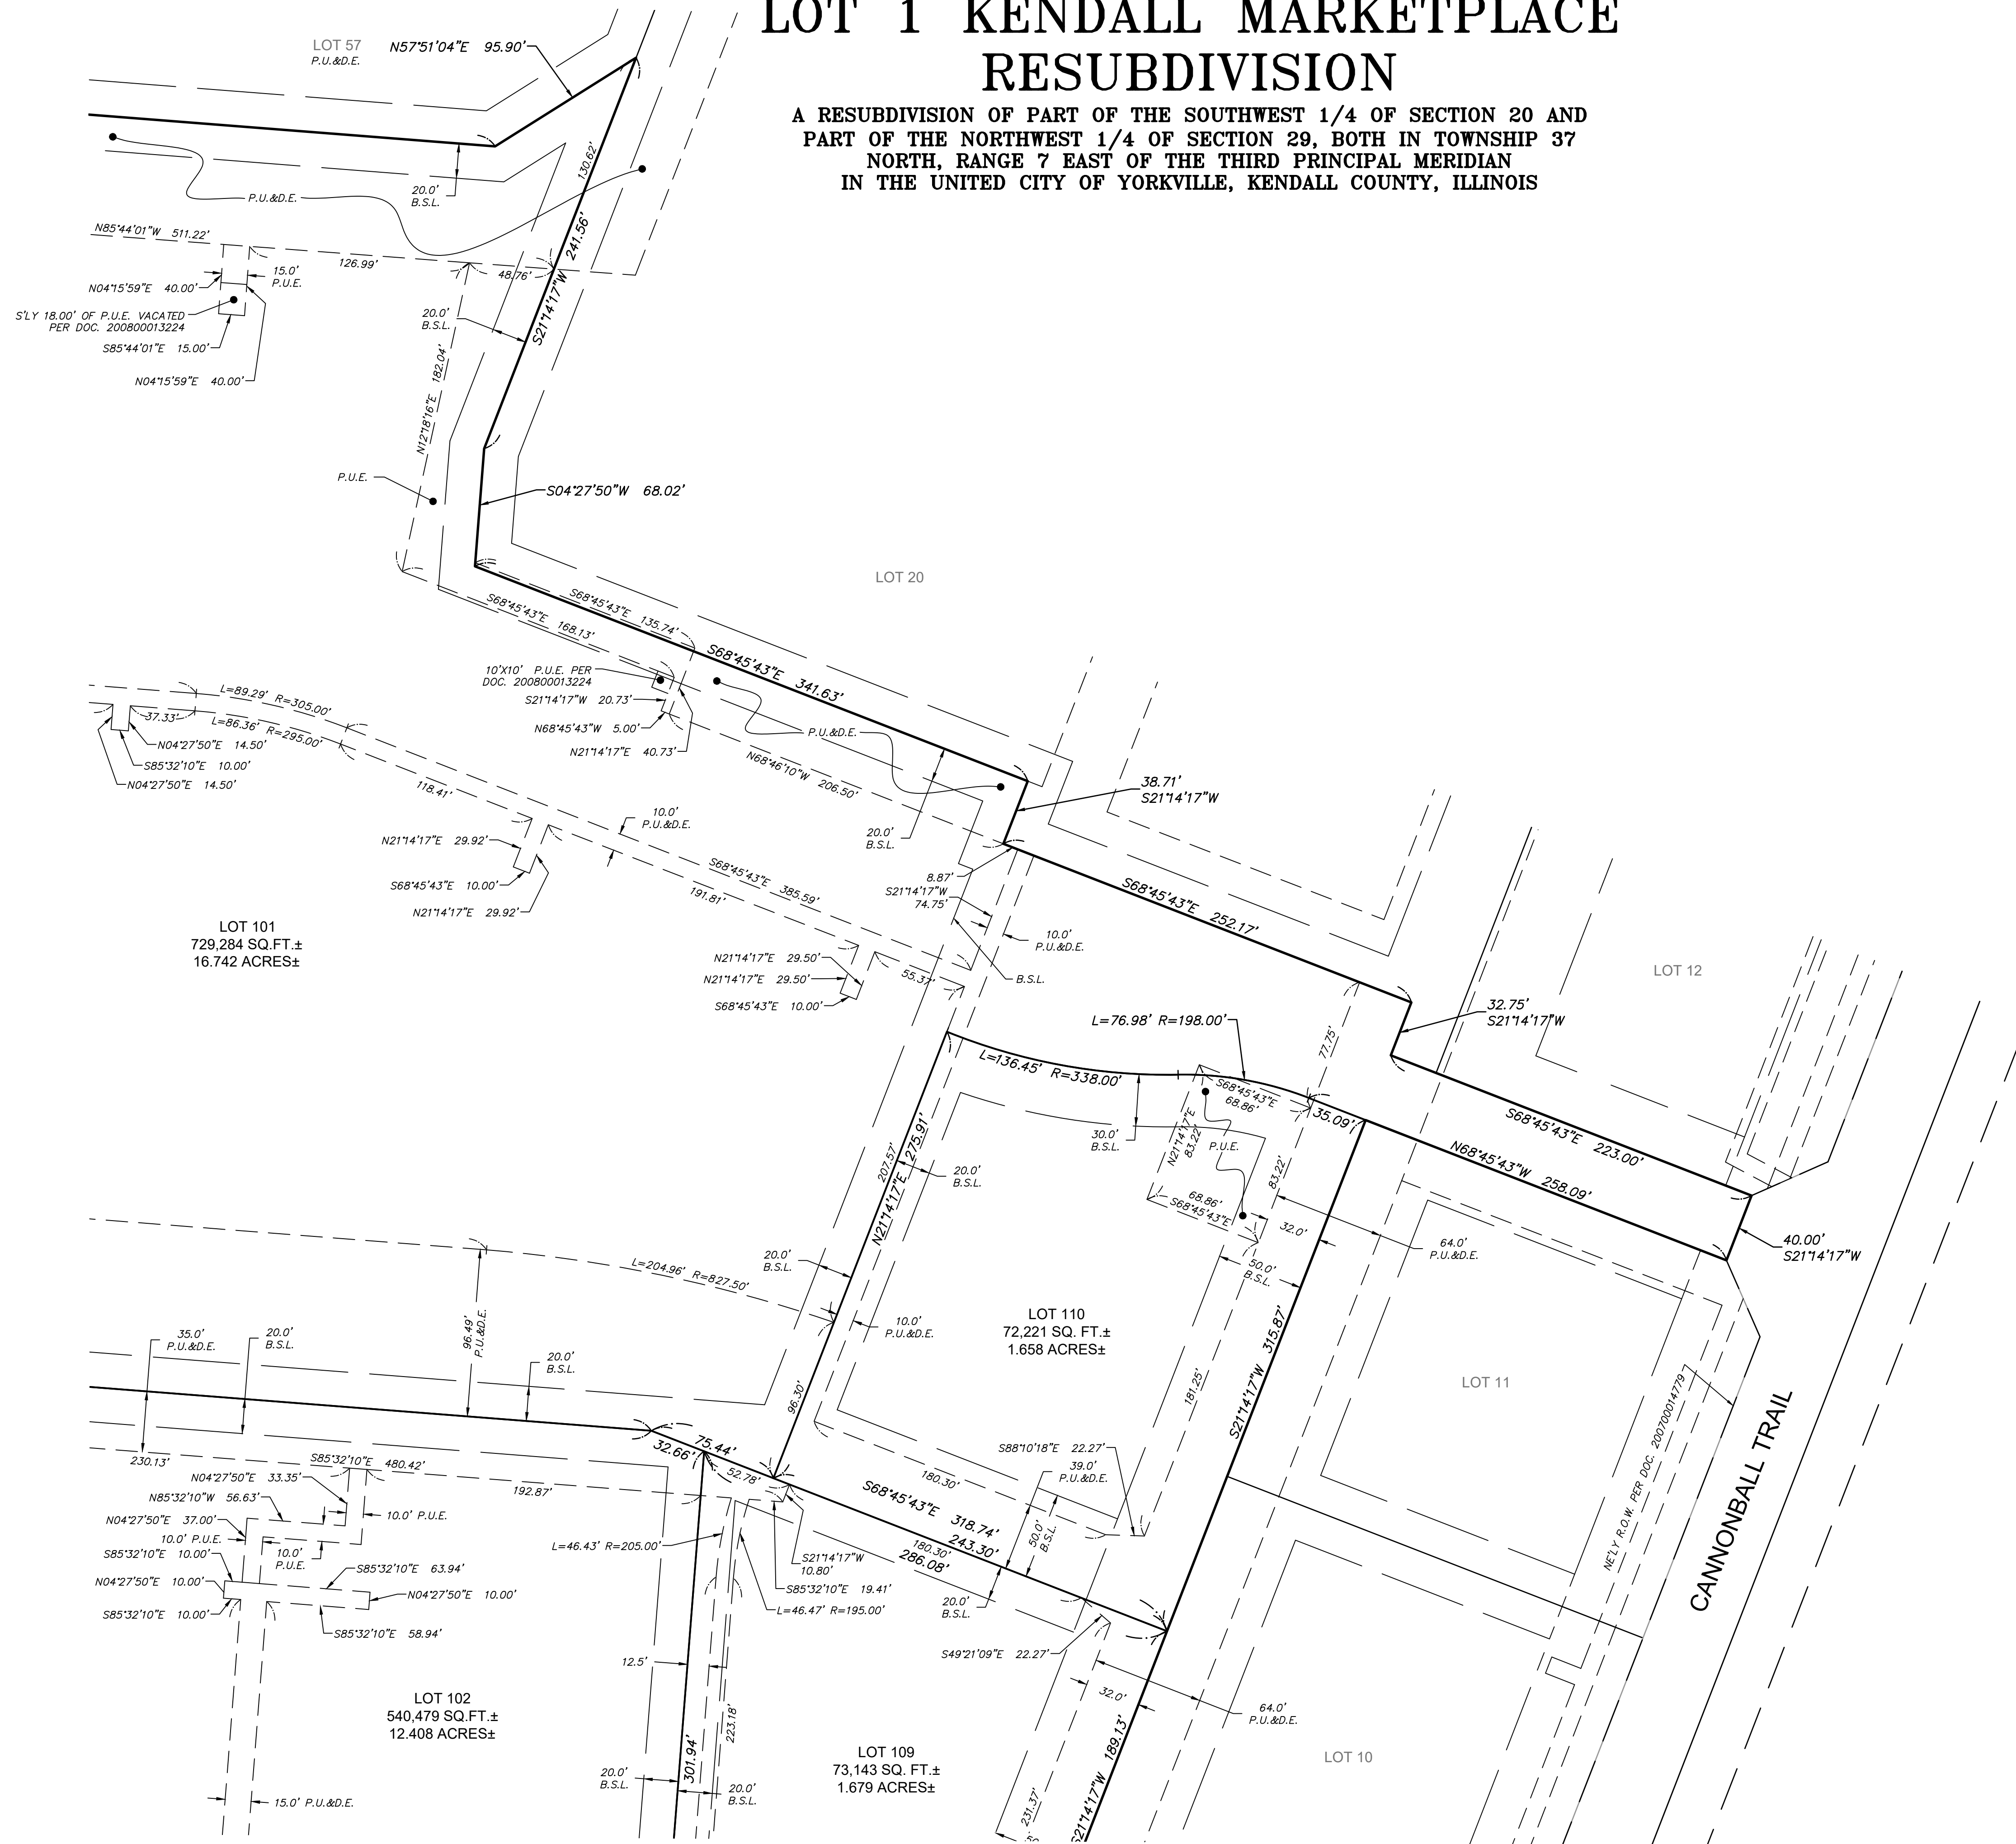 LOT 1 KENDALL MARKETPLACE
RESUBDIVISION
A RESUBDIVISION OF PART OF THE SOUTHWEST 1/4 OF SECTION 20 AND
PART OF THE NORTHWEST 1/4 OF SECTION 29, BOTH IN TOWNSHIP 37
NORTH, RANGE 7 EAST OF THE THIRD PRINCIPAL MERIDIAN
IN THE UNITED CITY OF YORKVILLE, KENDALL COUNTY, ILLINOIS
LOT 57
P.U.&D.E.
N57°51'04"E 95.90'
130.62'
20.0'
B.S.L.
P.U.&D.E.
N85°44'01"W 511.22'
126.99'
48.76'
S21°14'17"W 241.56'
15.0'
P.U.E.
N04°15'59"E 40.00'
S'LY 18.00' OF P.U.E. VACATED
PER DOC. 200800013224
S85°44'01"E 15.00'
N04°15'59"E 40.00'
20.0'
B.S.L.
N12°18'16"E 182.04'
P.U.E.
S04°27'50"W 68.02'
LOT 20
S68°45'43"E 135.74'
S68°45'43"E 168.13'
S68°45'43"E 341.63'
10'X10' P.U.E. PER
DOC. 200800013224
S21°14'17"W 20.73'
N68°45'43"W 5.00'
N21°14'17"E 40.73'
P.U.&D.E.
N68°46'10"W 206.50'
L=89.29' R=305.00'
37.33'
L=86.36' R=295.00'
N04°27'50"E 14.50'
S85°32'10"E 10.00'
N04°27'50"E 14.50'
118.41'
10.0'
P.U.&D.E.
38.71'
S21°14'17"W
20.0'
B.S.L.
N21°14'17"E 29.92'
S68°45'43"E 10.00'
N21°14'17"E 29.92'
S68°45'43"E 385.59'
191.81'
8.87'
S21°14'17"W
74.75'
S68°45'43"E 252.17'
10.0'
P.U.&D.E.
LOT 101
729,284 SQ.FT.±
16.742 ACRES±
N21°14'17"E 29.50'
N21°14'17"E 29.50'
S68°45'43"E 10.00'
55.37'
B.S.L.
LOT 12
32.75'
S21°14'17"W
L=76.98' R=198.00'
77.75'
L=136.45' R=338.00'
S68°45'43"E
68.86'
35.09'
30.0'
B.S.L.
N21°14'17"E
83.22'
P.U.E.
83.22'
S68°45'43"E 223.00'
N68°45'43"W 258.09'
207.57'
N21°14'17"E 275.91'
20.0'
B.S.L.
68.86'
S68°45'43"E
32.0'
64.0'
P.U.&D.E.
40.00'
S21°14'17"W
20.0'
B.S.L.
50.0'
B.S.L.
L=204.96' R=827.50'
96.49'
P.U.&D.E.
10.0'
P.U.&D.E.
LOT 110
72,221 SQ. FT.±
1.658 ACRES±
S21°14'17"W 315.87'
35.0'
P.U.&D.E.
20.0'
B.S.L.
20.0'
B.S.L.
96.30'
181.25'
LOT 11
NE'LY R.O.W. PER DOC. 200700014779
CANNONBALL TRAIL
230.13'
S85°32'10"E 480.42'
192.87'
32.66'
75.44'
52.78'
180.30'
S88°10'18"E 22.27'
39.0'
P.U.&D.E.
N04°27'50"E 33.35'
N85°32'10"W 56.63'
N04°27'50"E 37.00'
10.0' P.U.E.
10.0' P.U.E.
10.0'
P.U.E.
S85°32'10"E 10.00'
S85°32'10"E 63.94'
N04°27'50"E 10.00'
N04°27'50"E 10.00'
S85°32'10"E 10.00'
S85°32'10"E 58.94'
L=46.43' R=205.00'
S68°45'43"E 318.74'
243.30'
180.30'
286.08'
50.0'
B.S.L.
S21°14'17"W
10.80'
S85°32'10"E 19.41'
L=46.47' R=195.00'
20.0'
B.S.L.
S49°21'09"E 22.27'
12.5'
32.0'
64.0'
P.U.&D.E.
LOT 102
540,479 SQ.FT.±
12.408 ACRES±
223.18'
301.94'
LOT 109
73,143 SQ. FT.±
1.679 ACRES±
S21°14'17"W 189.13'
LOT 10
20.0'
B.S.L.
20.0'
B.S.L.
15.0' P.U.&D.E.
231.37'